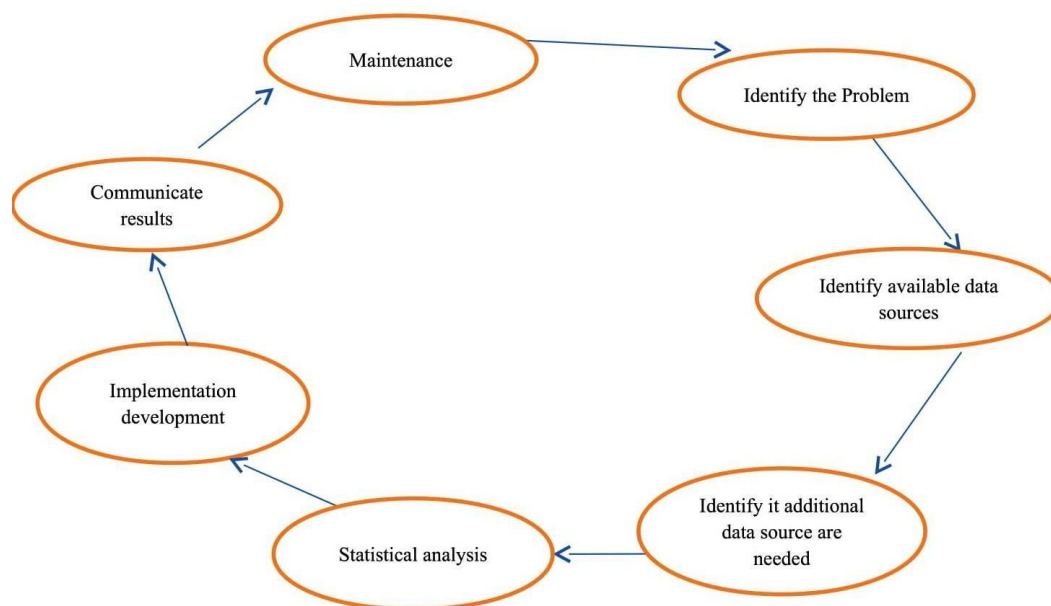 Maintenance
Identify the Problem
Identify available data
sources
Identify it additional
data source are
needed
Statistical analysis
Implementation
development
Communicate
results